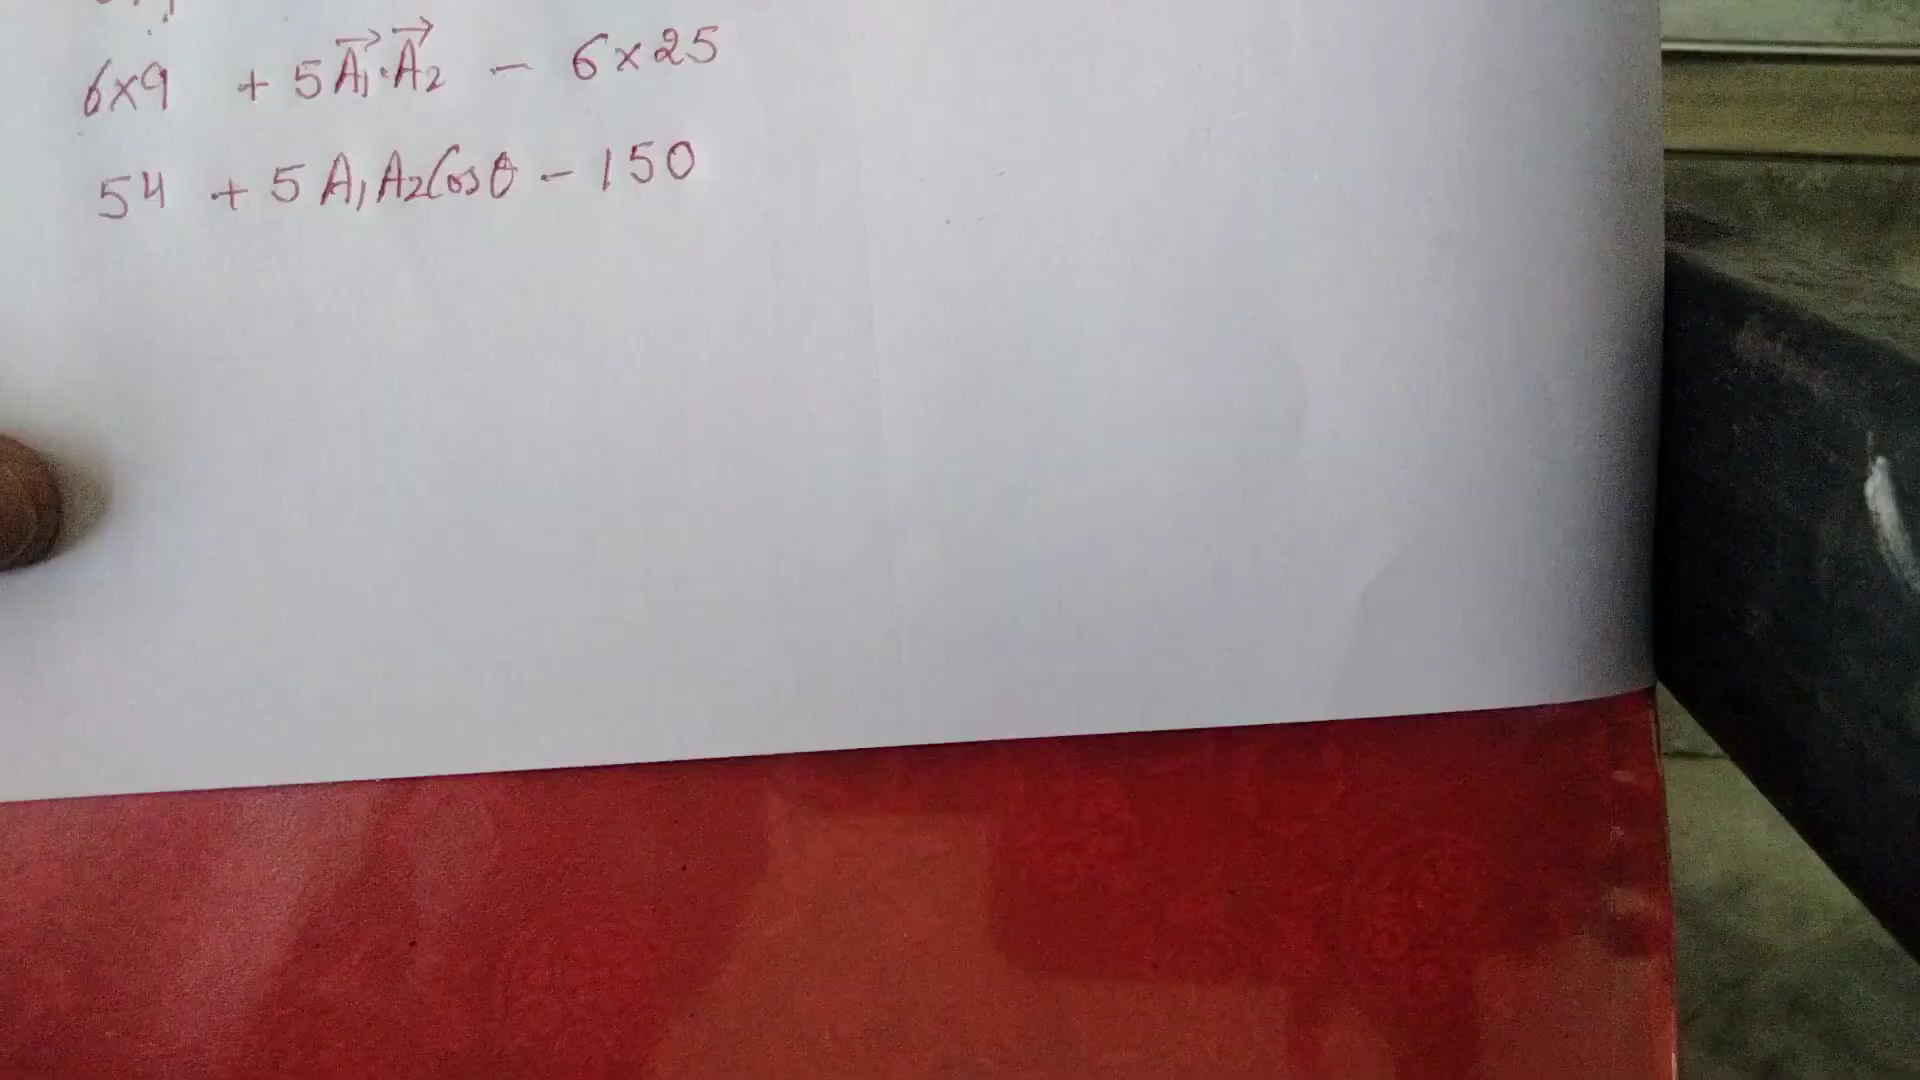 6×9 + 5A⃗₁·A⃗₂ − 6×25
54 + 5A₁A₂Cosθ − 150